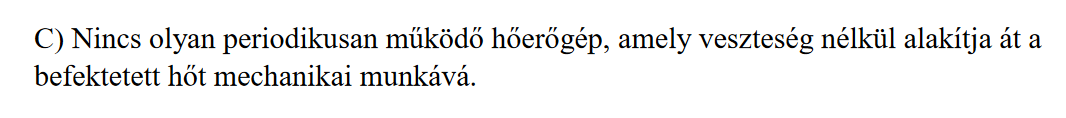 C) Nincs olyan periodikusan működő hőerőgép, amely veszteség nélkül alakítja át a
befektetett hőt mechanikai munkává.